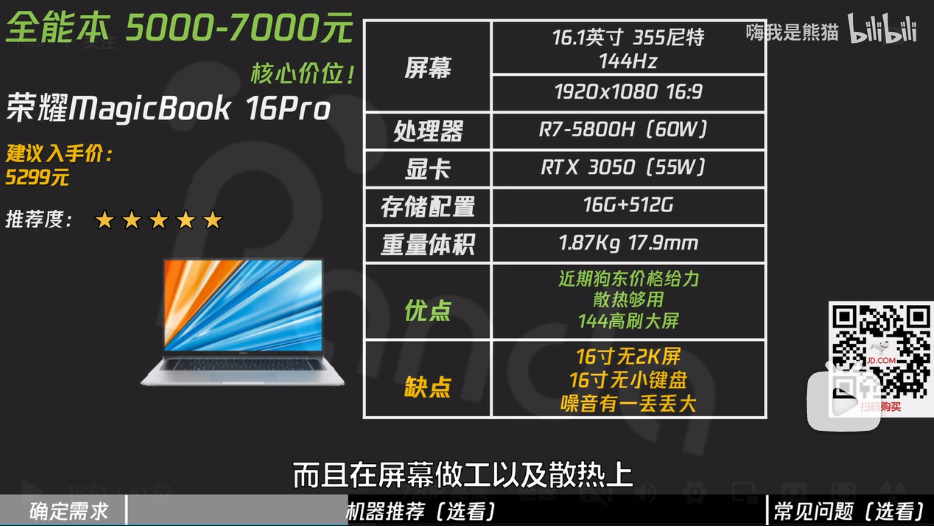 全能本 5000-7000元
核心价位!
荣耀MagicBook 16Pro
建议入手价：
5299元
推荐度：★★★★★
嗨我是熊猫 bilibili
屏幕
16.1英寸 355尼特
144Hz
1920x1080 16:9
处理器
R7-5800H（60W）
显卡
RTX 3050（55W）
存储配置
16G+512G
重量体积
1.87Kg 17.9mm
优点
近期狗东价格给力
散热够用
144高刷大屏
缺点
16寸无2K屏
16寸无小键盘
噪音有一丢丢大
JD.COM
扫码购买
而且在屏幕做工以及散热上
确定需求
机器推荐（选看）
常见问题（选看）